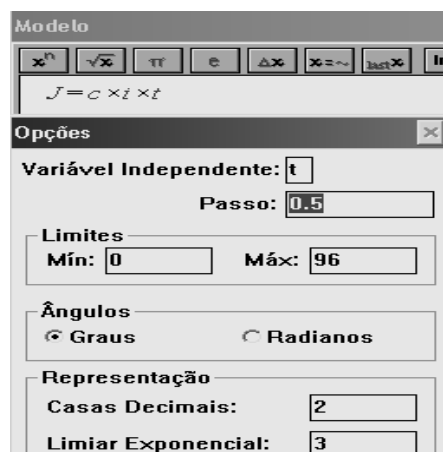 Modelo
xⁿ √x π e Δx x=~ last x
J = c × i × t
Opções
Variável Independente: t
Passo: 0.5
Limites
Mín: 0 Máx: 96
Ângulos
Graus Radianos
Representação
Casas Decimais: 2
Limiar Exponencial: 3